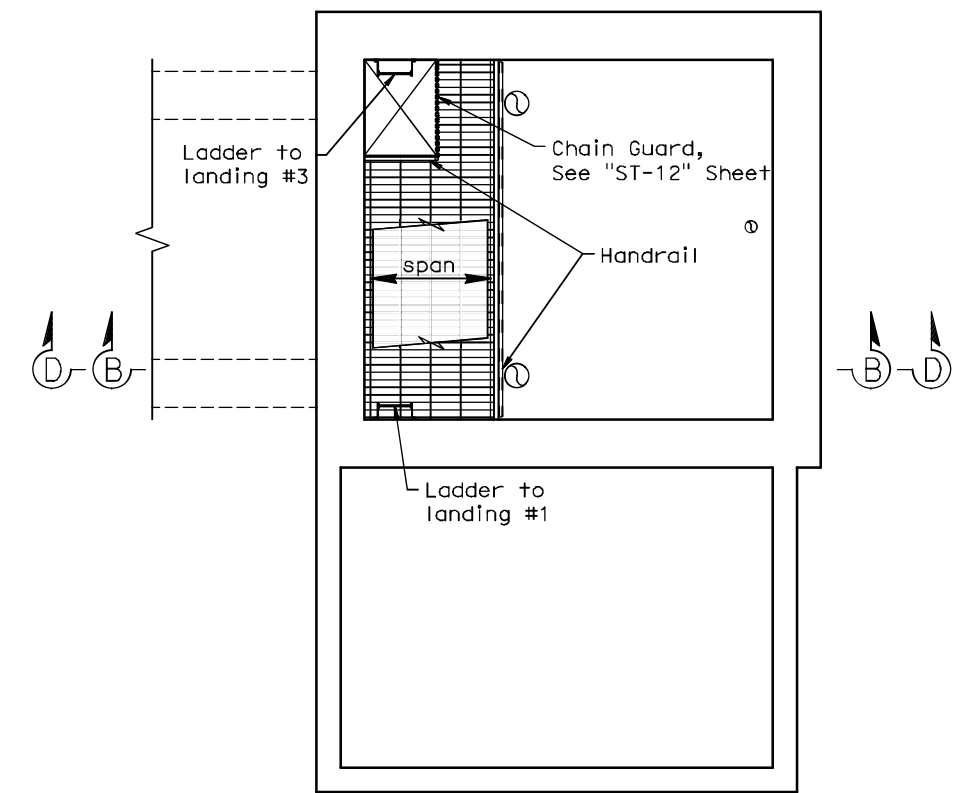 Ladder to
landing #3
Chain Guard,
See "ST-12" Sheet
Handrail
span
D
B
B
D
Ladder to
landing #1